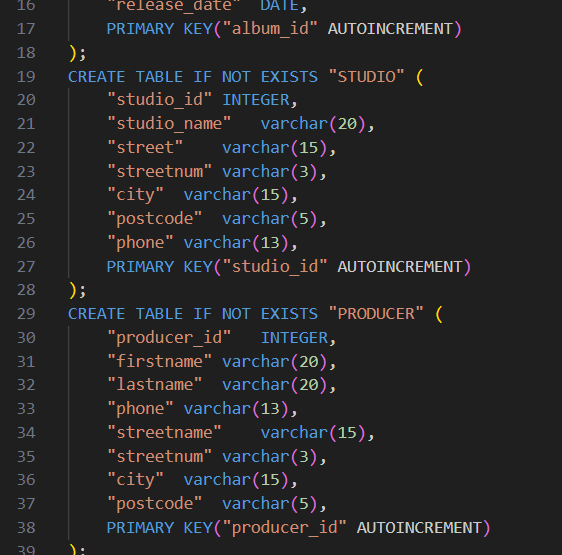 16 "release_date" DATE,
17 PRIMARY KEY("album_id" AUTOINCREMENT)
18 );
19 CREATE TABLE IF NOT EXISTS "STUDIO" (
20 "studio_id" INTEGER,
21 "studio_name" varchar(20),
22 "street" varchar(15),
23 "streetnum" varchar(3),
24 "city" varchar(15),
25 "postcode" varchar(5),
26 "phone" varchar(13),
27 PRIMARY KEY("studio_id" AUTOINCREMENT)
28 );
29 CREATE TABLE IF NOT EXISTS "PRODUCER" (
30 "producer_id" INTEGER,
31 "firstname" varchar(20),
32 "lastname" varchar(20),
33 "phone" varchar(13),
34 "streetname" varchar(15),
35 "streetnum" varchar(3),
36 "city" varchar(15),
37 "postcode" varchar(5),
38 PRIMARY KEY("producer_id" AUTOINCREMENT)
39 );